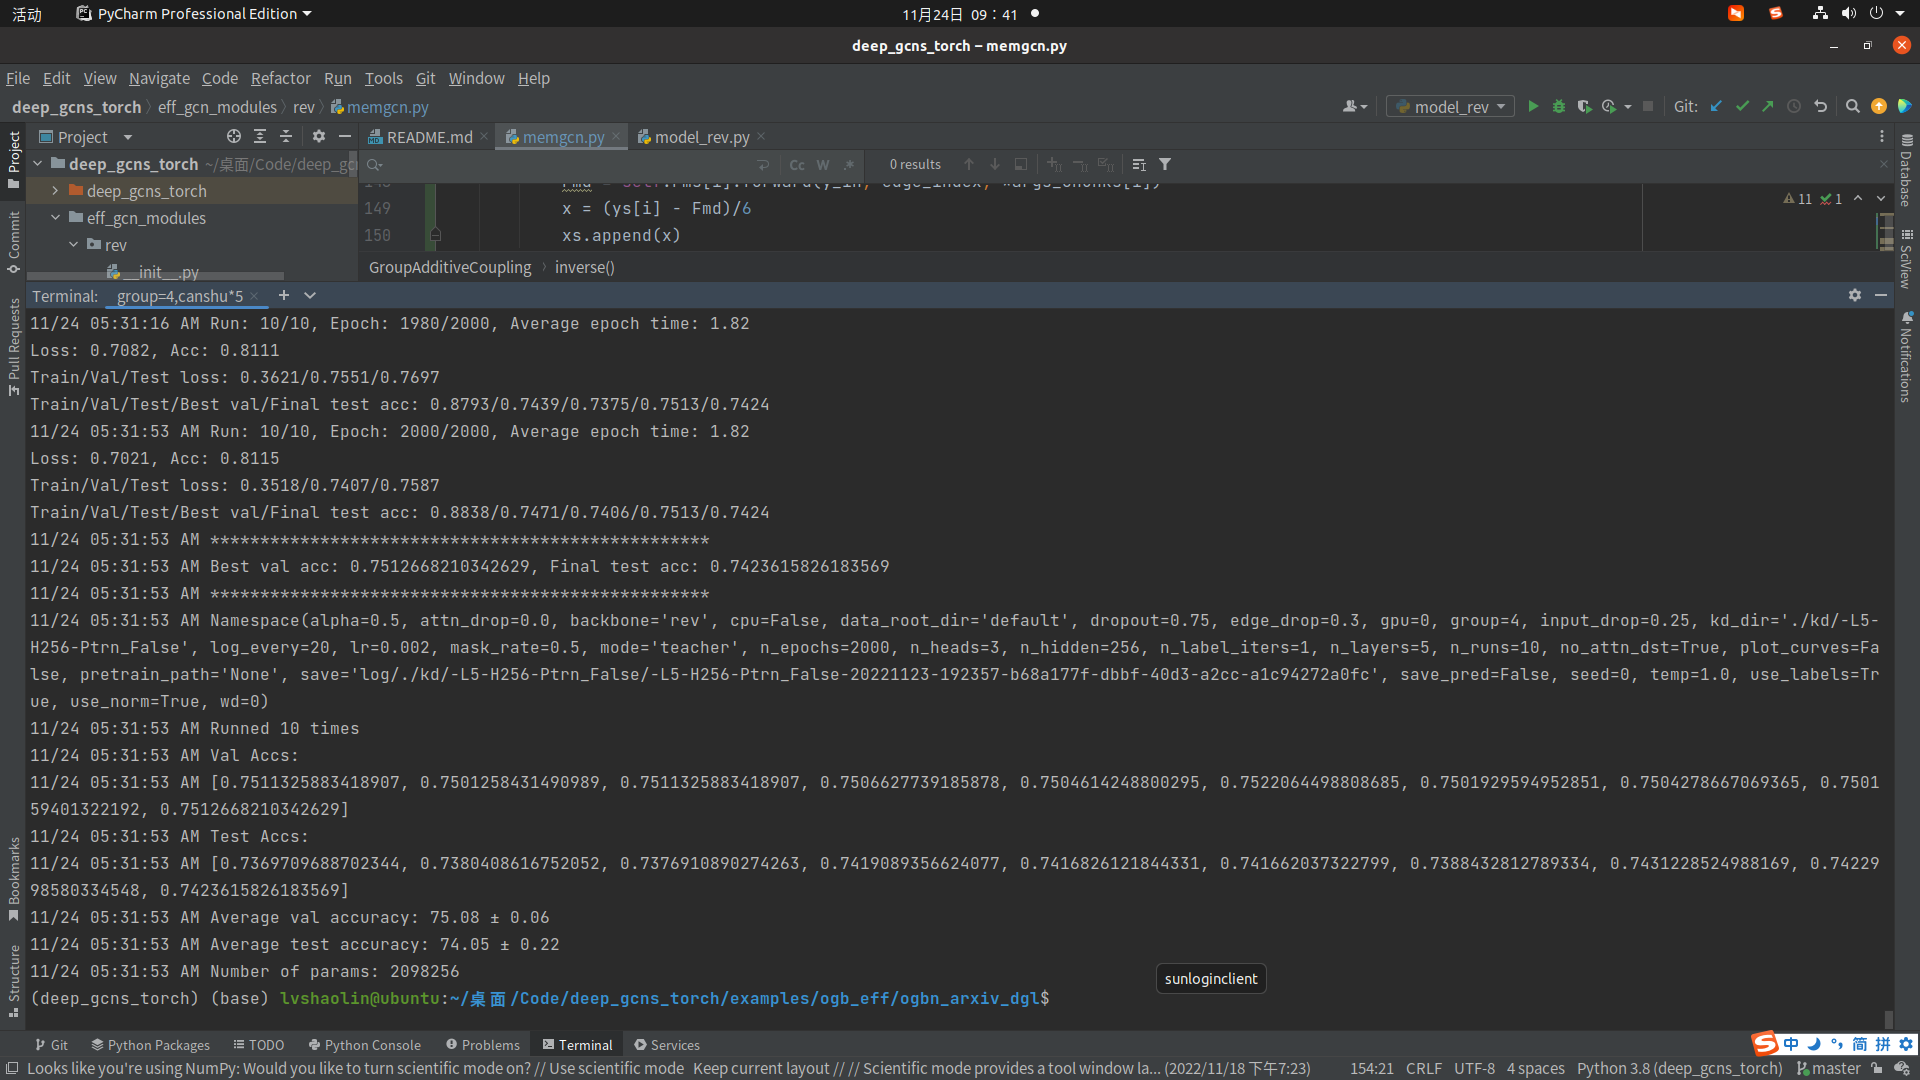 活动 PyCharm Professional Edition 11月24日 09：41
deep_gcns_torch – memgcn.py
File Edit View Navigate Code Refactor Run Tools Git Window Help
deep_gcns_torch eff_gcn_modules rev memgcn.py model_rev Git:
Project README.md memgcn.py model_rev.py
deep_gcns_torch ~/桌面/Code/deep_gc
Cc W .* 0 results
deep_gcns_torch
eff_gcn_modules
rev
__init__.py
149 x = (ys[i] - Fmd)/6
150 xs.append(x)
11 1
GroupAdditiveCoupling inverse()
Terminal: group=4,canshu*5
11/24 05:31:16 AM Run: 10/10, Epoch: 1980/2000, Average epoch time: 1.82
Loss: 0.7082, Acc: 0.8111
Train/Val/Test loss: 0.3621/0.7551/0.7697
Train/Val/Test/Best val/Final test acc: 0.8793/0.7439/0.7375/0.7513/0.7424
11/24 05:31:53 AM Run: 10/10, Epoch: 2000/2000, Average epoch time: 1.82
Loss: 0.7021, Acc: 0.8115
Train/Val/Test loss: 0.3518/0.7407/0.7587
Train/Val/Test/Best val/Final test acc: 0.8838/0.7471/0.7406/0.7513/0.7424
11/24 05:31:53 AM **************************************************
11/24 05:31:53 AM Best val acc: 0.7512668210342629, Final test acc: 0.7423615826183569
11/24 05:31:53 AM **************************************************
11/24 05:31:53 AM Namespace(alpha=0.5, attn_drop=0.0, backbone='rev', cpu=False, data_root_dir='default', dropout=0.75, edge_drop=0.3, gpu=0, group=4, input_drop=0.25, kd_dir='./kd/-L5-
H256-Ptrn_False', log_every=20, lr=0.002, mask_rate=0.5, mode='teacher', n_epochs=2000, n_heads=3, n_hidden=256, n_label_iters=1, n_layers=5, n_runs=10, no_attn_dst=True, plot_curves=Fa
lse, pretrain_path='None', save='log/./kd/-L5-H256-Ptrn_False/-L5-H256-Ptrn_False-20221123-192357-b68a177f-dbbf-40d3-a2cc-a1c94272a0fc', save_pred=False, seed=0, temp=1.0, use_labels=Tr
ue, use_norm=True, wd=0)
11/24 05:31:53 AM Runned 10 times
11/24 05:31:53 AM Val Accs:
11/24 05:31:53 AM [0.7511325883418907, 0.7501258431490989, 0.7511325883418907, 0.7506627739185878, 0.7504614248800295, 0.7522064498808685, 0.7501929594952851, 0.7504278667069365, 0.7501
59401322192, 0.7512668210342629]
11/24 05:31:53 AM Test Accs:
11/24 05:31:53 AM [0.7369709688702344, 0.7380408616752052, 0.7376910890274263, 0.7419089356624077, 0.7416826121844331, 0.741662037322799, 0.7388432812789334, 0.7431228524988169, 0.7422
998580334548, 0.7423615826183569]
11/24 05:31:53 AM Average val accuracy: 75.08 ± 0.06
11/24 05:31:53 AM Average test accuracy: 74.05 ± 0.22
11/24 05:31:53 AM Number of params: 2098256
(deep_gcns_torch) (base) lvshaolin@ubuntu:~/桌面/Code/deep_gcns_torch/examples/ogb_eff/ogbn_arxiv_dgl$
sunloginclient
Project
Commit
Pull Requests
Bookmarks
Structure
Database
SciView
Notifications
Git Python Packages TODO Python Console Problems Terminal Services
中 简 拼
Looks like you're using NumPy: Would you like to turn scientific mode on? // Use scientific mode Keep current layout // // Scientific mode provides a tool window la... (2022/11/18 下午7:23) 154:21 CRLF UTF-8 4 spaces Python 3.8 (deep_gcns_torch) master